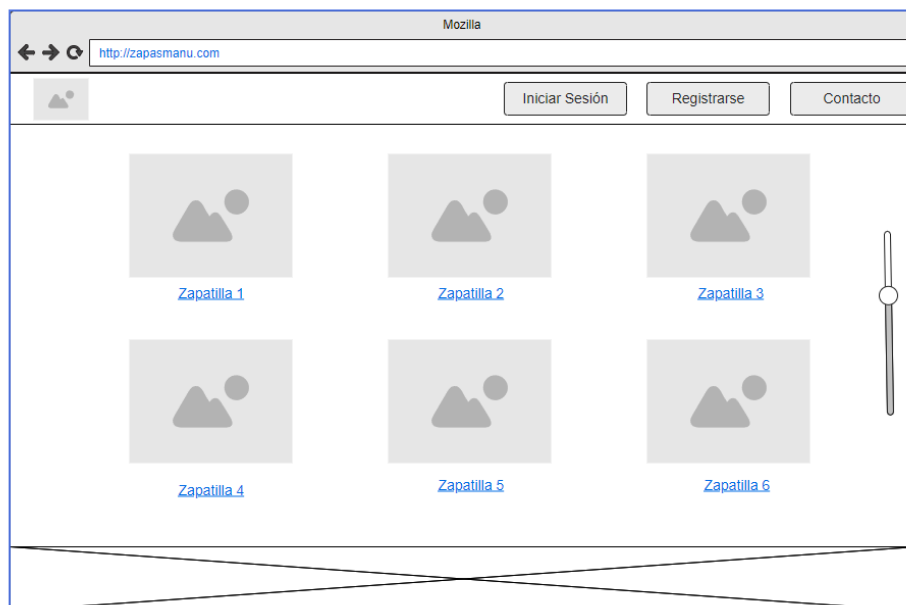 Mozilla
http://zapasmanu.com
Iniciar Sesión
Registrarse
Contacto
Zapatilla 1
Zapatilla 2
Zapatilla 3
Zapatilla 4
Zapatilla 5
Zapatilla 6